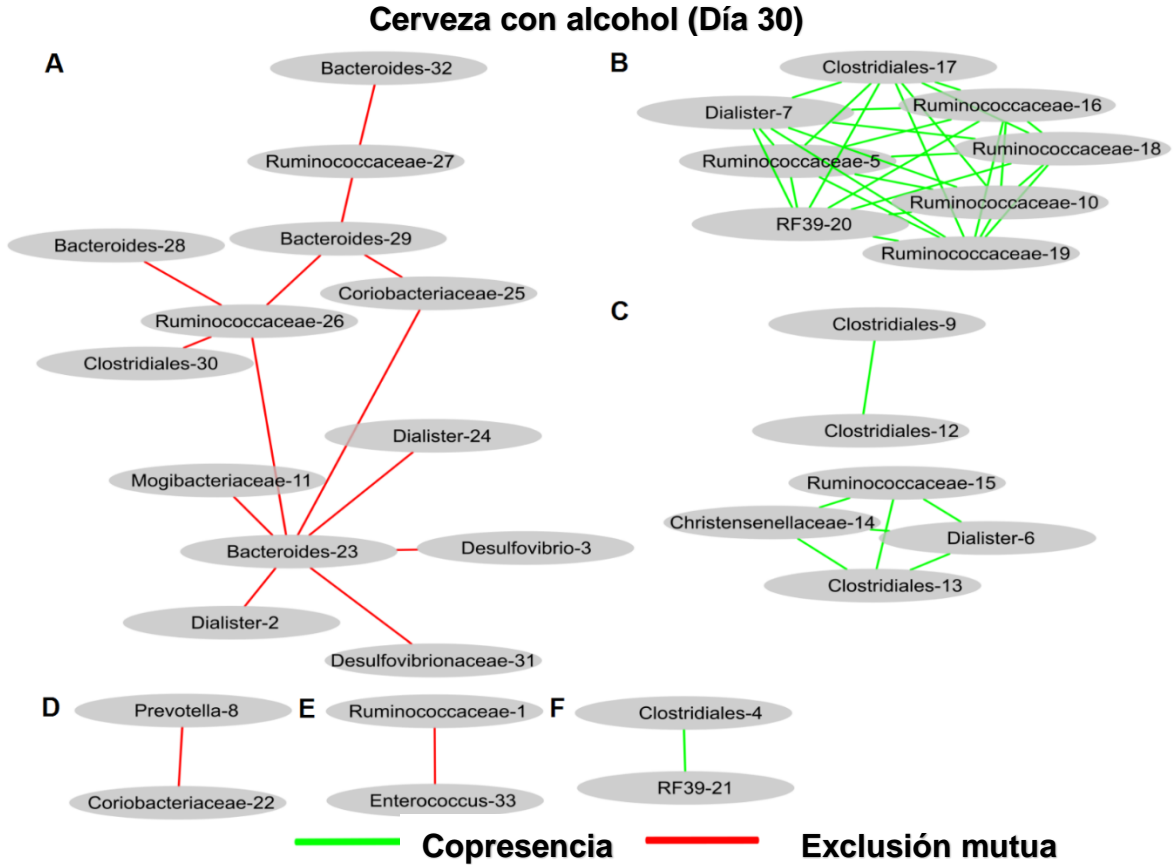 Cerveza con alcohol (Día 30)
A
Bacteroides-32
Ruminococcaceae-27
Bacteroides-28
Bacteroides-29
Coriobacteriaceae-25
Ruminococcaceae-26
Clostridiales-30
Dialister-24
Mogibacteriaceae-11
Bacteroides-23
Desulfovibrio-3
Dialister-2
Desulfovibrionaceae-31
B
Clostridiales-17
Dialister-7
Ruminococcaceae-16
Ruminococcaceae-18
Ruminococcaceae-5
Ruminococcaceae-10
RF39-20
Ruminococcaceae-19
C
Clostridiales-9
Clostridiales-12
Ruminococcaceae-15
Christensenellaceae-14
Dialister-6
Clostridiales-13
D
Prevotella-8
Coriobacteriaceae-22
E
Ruminococcaceae-1
Enterococcus-33
F
Clostridiales-4
RF39-21
Copresencia
Exclusión mutua